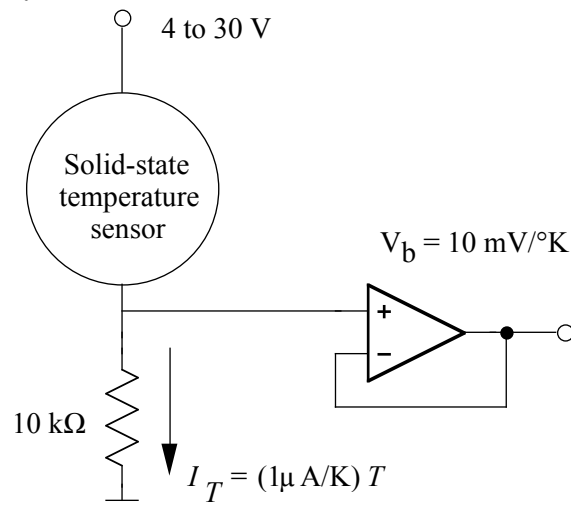 4 to 30 V
Solid-state
temperature
sensor
V_b = 10 mV/°K
+
−
10 kΩ
I_T = (1μ A/K) T